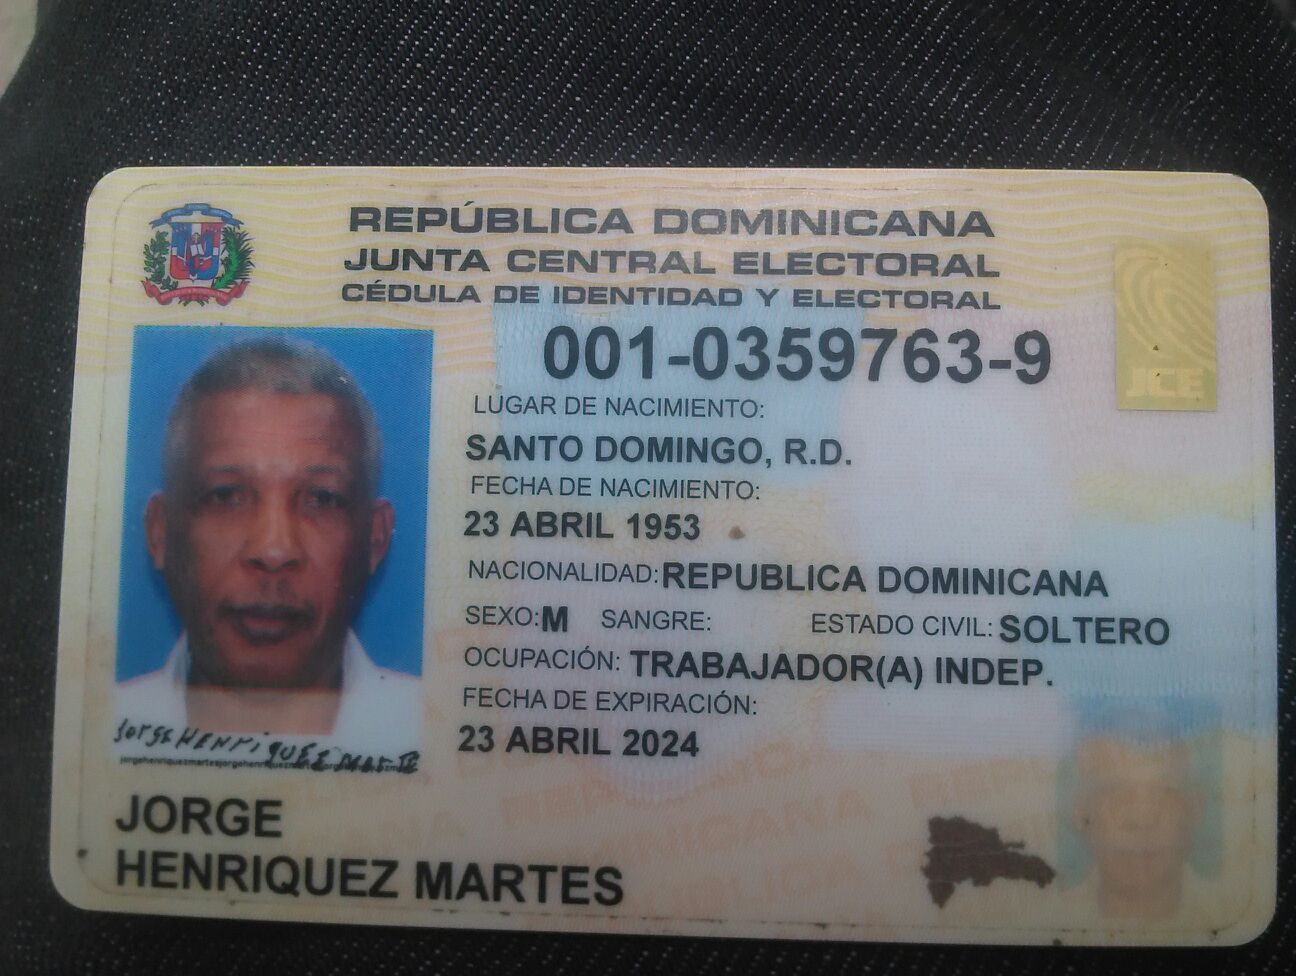 REPÚBLICA DOMINICANA
JUNTA CENTRAL ELECTORAL
CÉDULA DE IDENTIDAD Y ELECTORAL
001-0359763-9
JCE
LUGAR DE NACIMIENTO:
SANTO DOMINGO, R.D.
FECHA DE NACIMIENTO:
23 ABRIL 1953
NACIONALIDAD: REPUBLICA DOMINICANA
SEXO: M SANGRE: ESTADO CIVIL: SOLTERO
OCUPACIÓN: TRABAJADOR(A) INDEP.
FECHA DE EXPIRACIÓN:
23 ABRIL 2024
Jorge HENRiQUEZ
JORGE
HENRIQUEZ MARTES